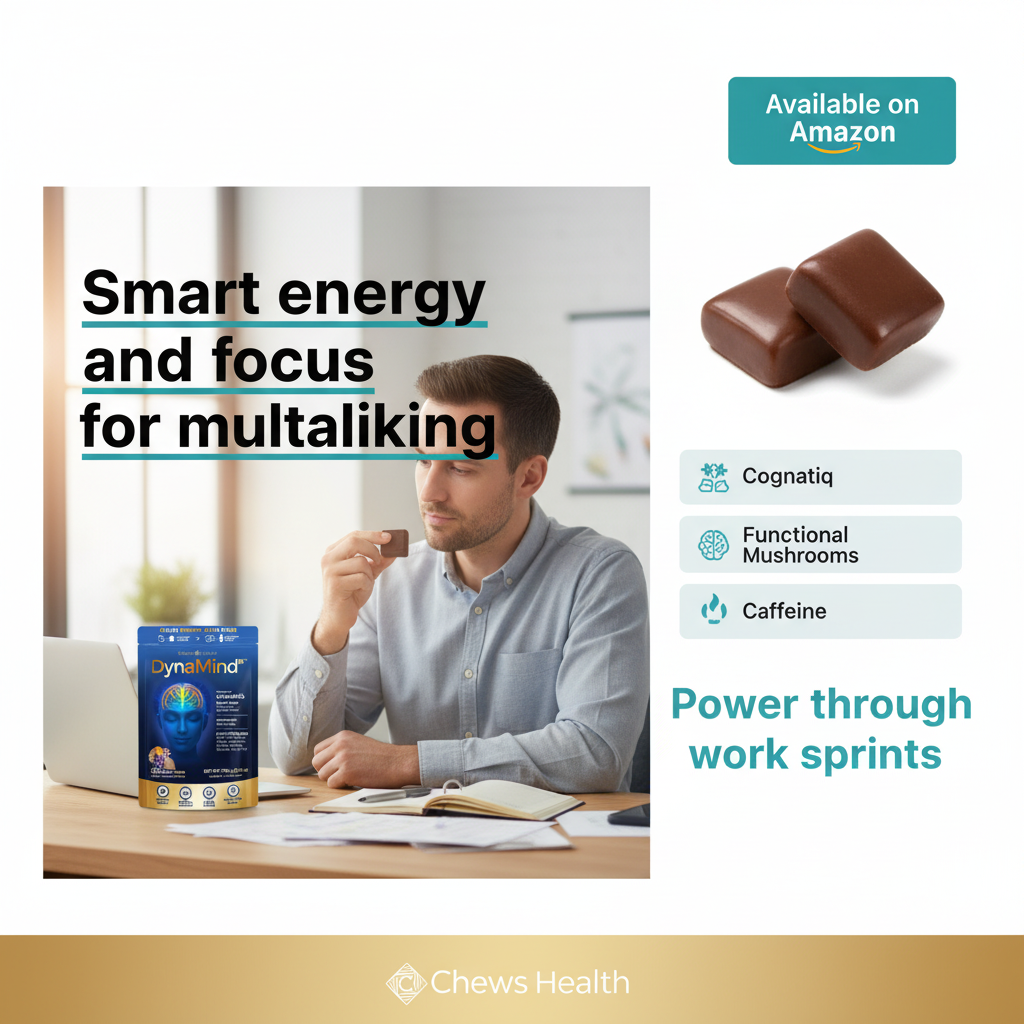 Available on
Amazon
Smart energy
and focus
for multaliking
DynaMind
Cognatiq
Functional
Mushrooms
Caffeine
Power through
work sprints
Chews Health